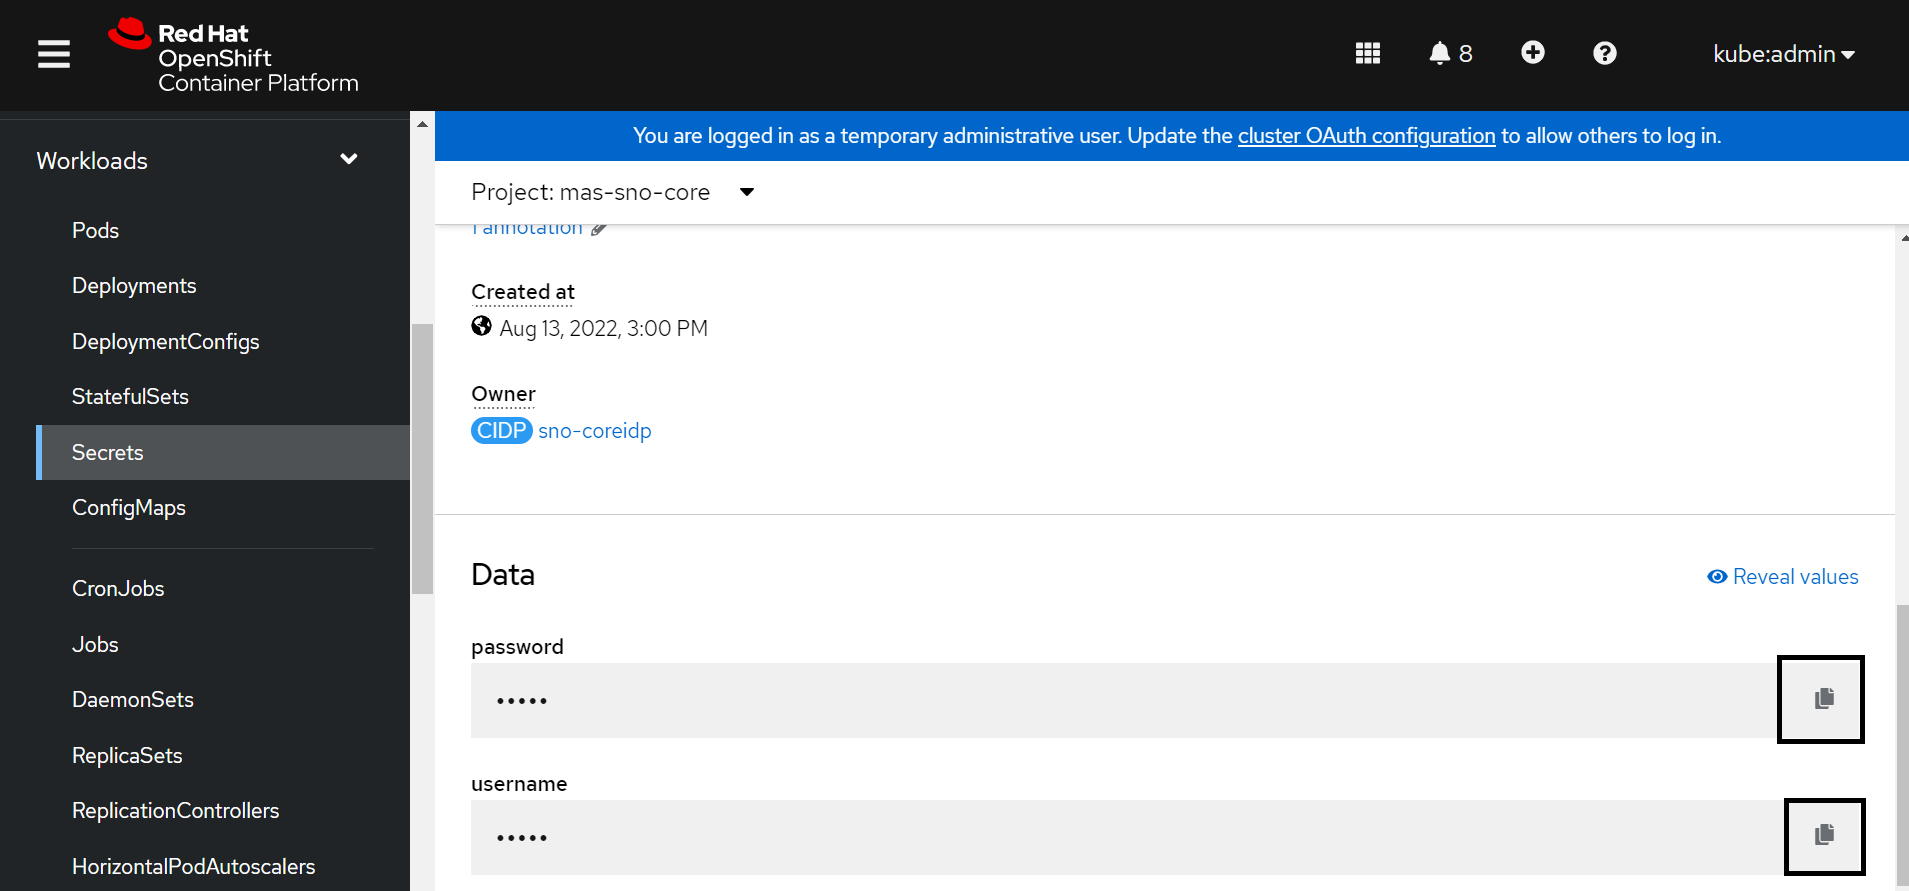 Red Hat
OpenShift
Container Platform
8
kube:admin
You are logged in as a temporary administrative user. Update the cluster OAuth configuration to allow others to log in.
Workloads
Pods
Deployments
DeploymentConfigs
StatefulSets
Secrets
ConfigMaps
CronJobs
Jobs
DaemonSets
ReplicaSets
ReplicationControllers
HorizontalPodAutoscalers
Project: mas-sno-core
1 annotation
Created at
Aug 13, 2022, 3:00 PM
Owner
CIDP sno-coreidp
Data
Reveal values
password
•••••
username
•••••